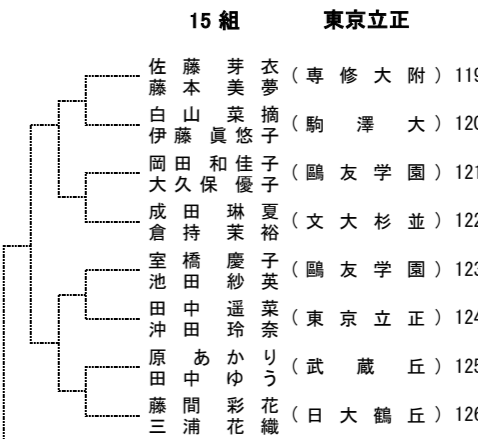 15 組 東京立正
佐藤 芽衣
藤本 美夢 (専修大附) 119
白山 菜摘
伊藤 眞悠子 (駒澤大) 120
岡田 和佳子
大久保 優子 (鷗友学園) 121
成田 琳夏
倉持 茉裕 (文大杉並) 122
室橋 慶子
池田 紗英 (鷗友学園) 123
田中 遥菜
沖田 玲奈 (東京立正) 124
原 あかり
田中 ゆう (武蔵丘) 125
藤間 彩花
三浦 花織 (日大鶴丘) 126